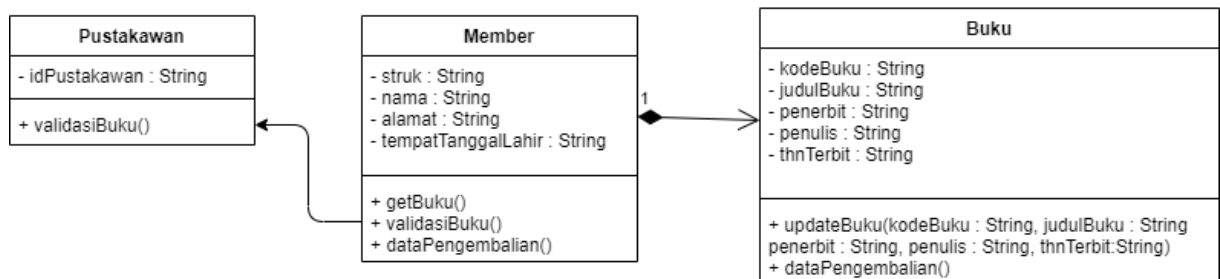 Pustakawan
- idPustakawan : String
+ validasiBuku()
Member
- struk : String
- nama : String
- alamat : String
- tempatTanggalLahir : String
+ getBuku()
+ validasiBuku()
+ dataPengembalian()
1
Buku
- kodeBuku : String
- judulBuku : String
- penerbit : String
- penulis : String
- thnTerbit : String
+ updateBuku(kodeBuku : String, judulBuku : String
penerbit : String, penulis : String, thnTerbit:String)
+ dataPengembalian()